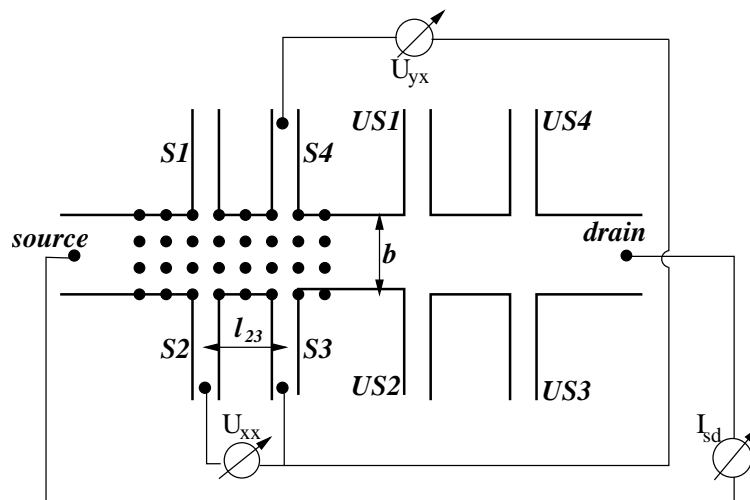 U_yx
US1
US4
S1
S4
source
b
drain
l_23
S2
S3
US2
US3
U_xx
I_sd